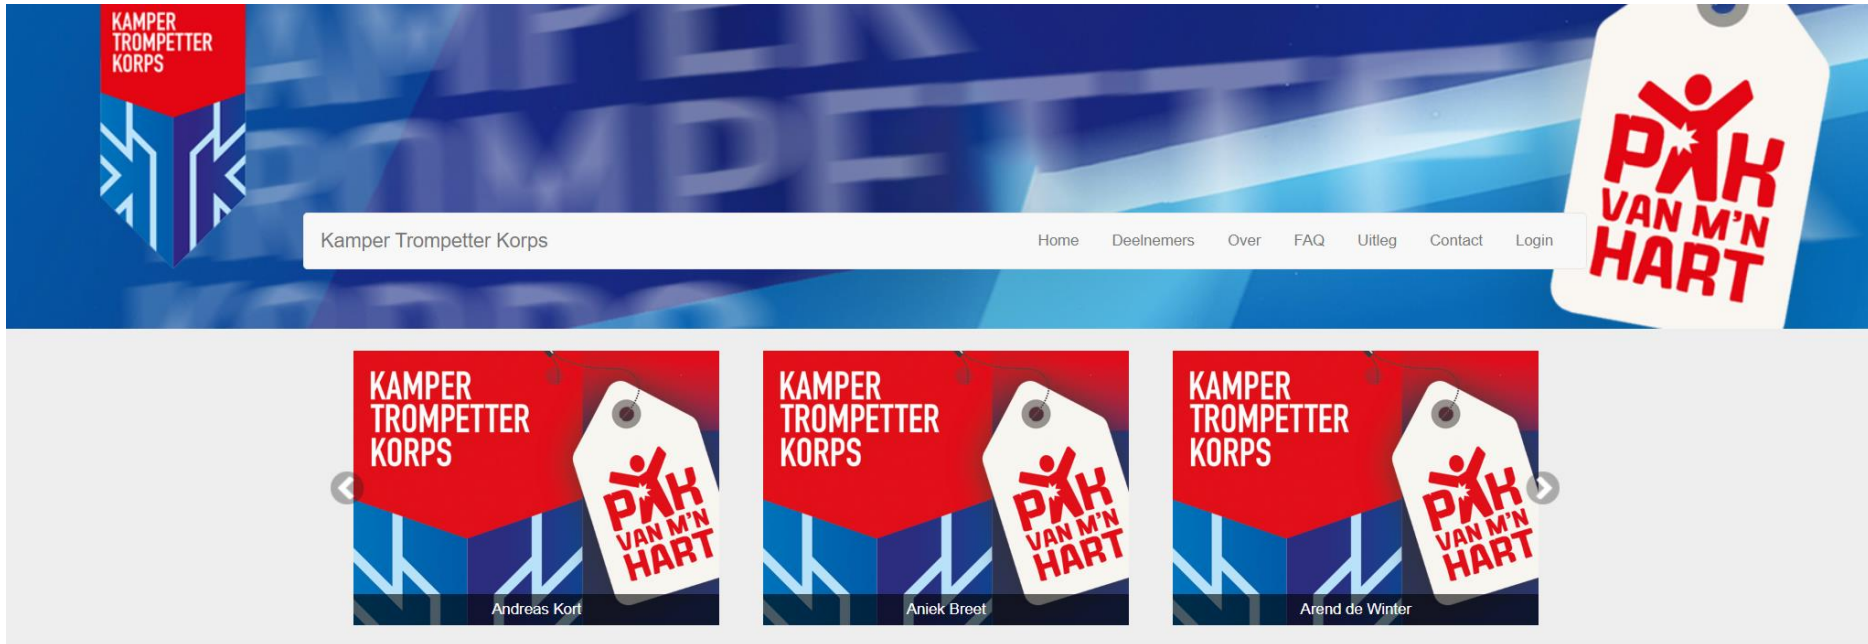 KAMPER
TROMPETTER
KORPS
PAK
VAN M'N
HART
Kamper Trompetter Korps
Home Deelnemers Over FAQ Uitleg Contact Login
KAMPER
TROMPETTER
KORPS
PAK
VAN M'N
HART
Andreas Kort
KAMPER
TROMPETTER
KORPS
PAK
VAN M'N
HART
Aniek Breet
KAMPER
TROMPETTER
KORPS
PAK
VAN M'N
HART
Arend de Winter